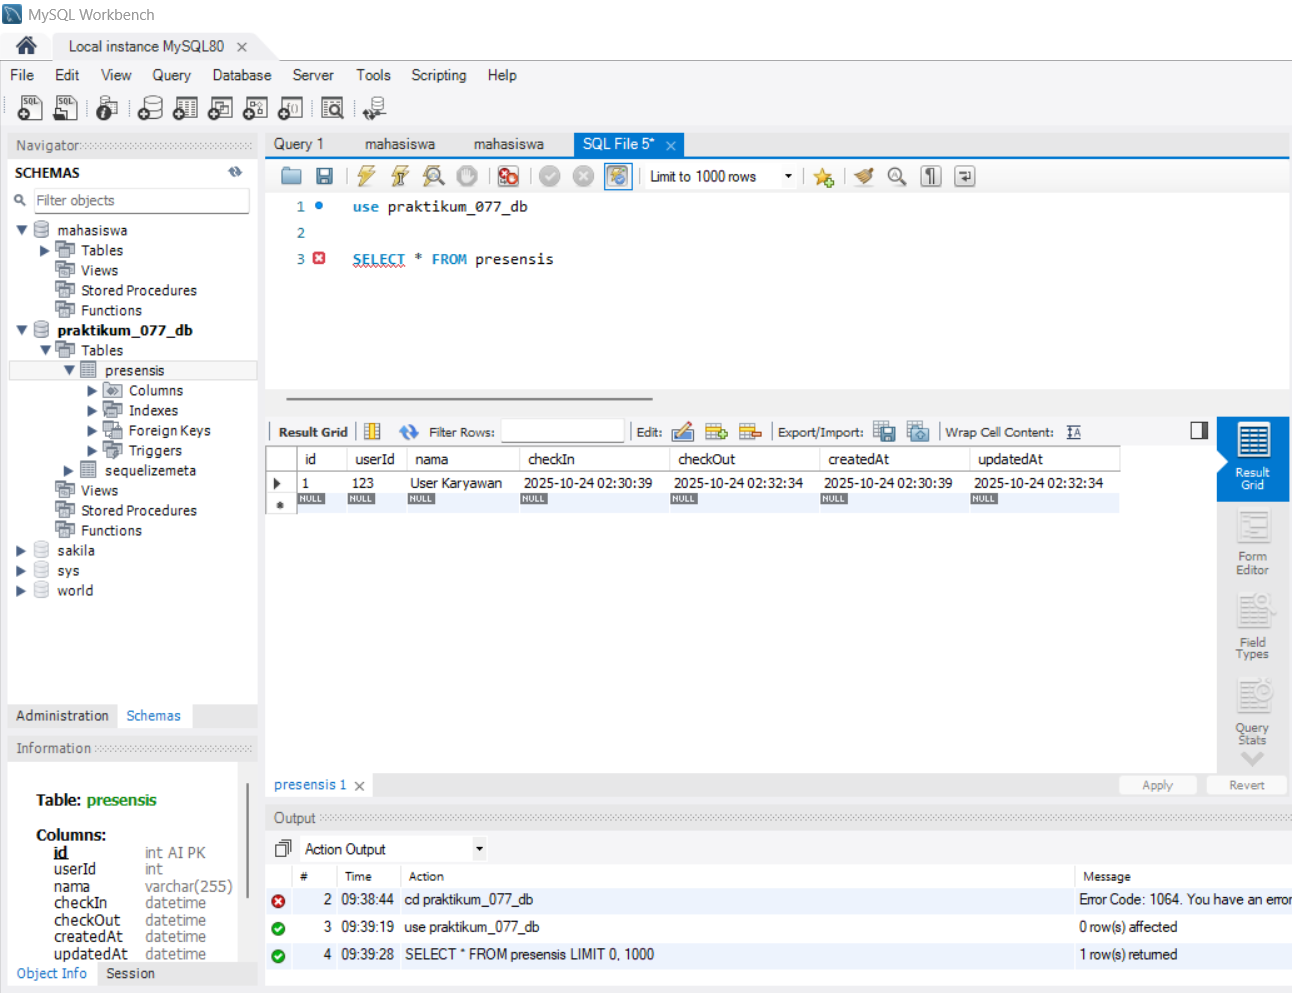 MySQL Workbench
Local instance MySQL80
File Edit View Query Database Server Tools Scripting Help
Navigator
SCHEMAS
Filter objects
mahasiswa
Tables
Views
Stored Procedures
Functions
praktikum_077_db
Tables
presensis
Columns
Indexes
Foreign Keys
Triggers
sequelizemeta
Views
Stored Procedures
Functions
sakila
sys
world
Administration Schemas
Information
Table: presensis
Columns:
id int AI PK
userId int
nama varchar(255)
checkIn datetime
checkOut datetime
createdAt datetime
updatedAt datetime
Object Info Session
Query 1 mahasiswa mahasiswa SQL File 5*
Limit to 1000 rows
1 use praktikum_077_db
2
3 SELECT * FROM presensis
Result Grid Filter Rows: Edit: Export/Import: Wrap Cell Content:
id userId nama checkIn checkOut createdAt updatedAt
1 123 User Karyawan 2025-10-24 02:30:39 2025-10-24 02:32:34 2025-10-24 02:30:39 2025-10-24 02:32:34
NULL NULL NULL NULL NULL NULL NULL
Result
Grid
Form
Editor
Field
Types
Query
Stats
presensis 1
Apply Revert
Output
Action Output
# Time Action Message
2 09:38:44 cd praktikum_077_db Error Code: 1064. You have an error
3 09:39:19 use praktikum_077_db 0 row(s) affected
4 09:39:28 SELECT * FROM presensis LIMIT 0, 1000 1 row(s) returned